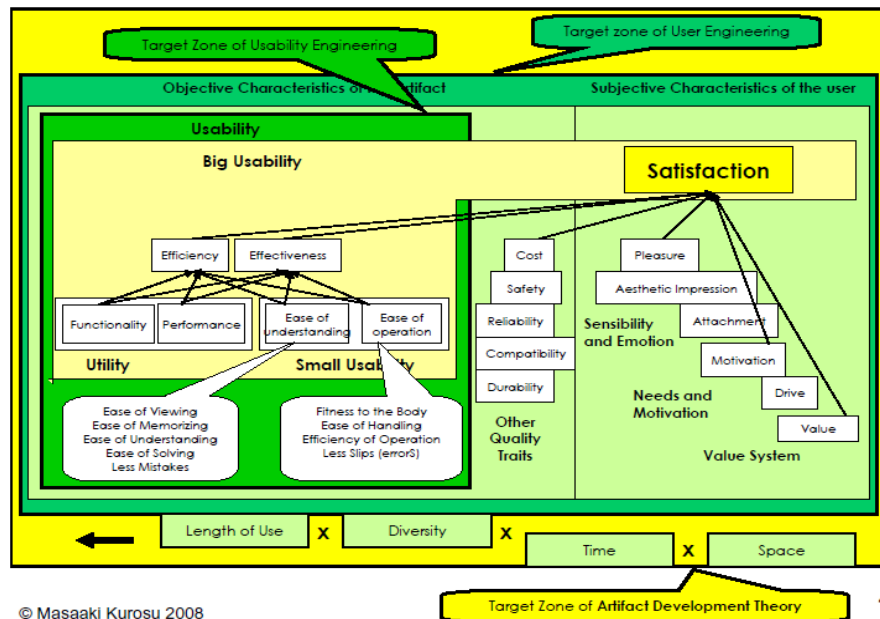 Target Zone of Usability Engineering
Target zone of User Engineering
Objective Characteristics of
rtifact
Subjective Characteristics of the user
Usability
Big Usability
Satisfaction
Efficiency
Effectiveness
Cost
Pleasure
Safety
Aesthetic Impression
Functionality
Performance
Ease of
understanding
Ease of
operation
Reliability
Sensibility
and Emotion
Attachment
Compatibility
Motivation
Utility
Small Usability
Durability
Needs and
Motivation
Drive
Ease of Viewing
Ease of Memorizing
Ease of Understanding
Ease of Solving
Less Mistakes
Fitness to the Body
Ease of Handling
Efficiency of Operation
Less Slips (errorS)
Other
Quality
Traits
Value
Value System
Length of Use
X
Diversity
X
Time
X
Space
Target Zone of Artifact Development Theory
© Masaaki Kurosu 2008